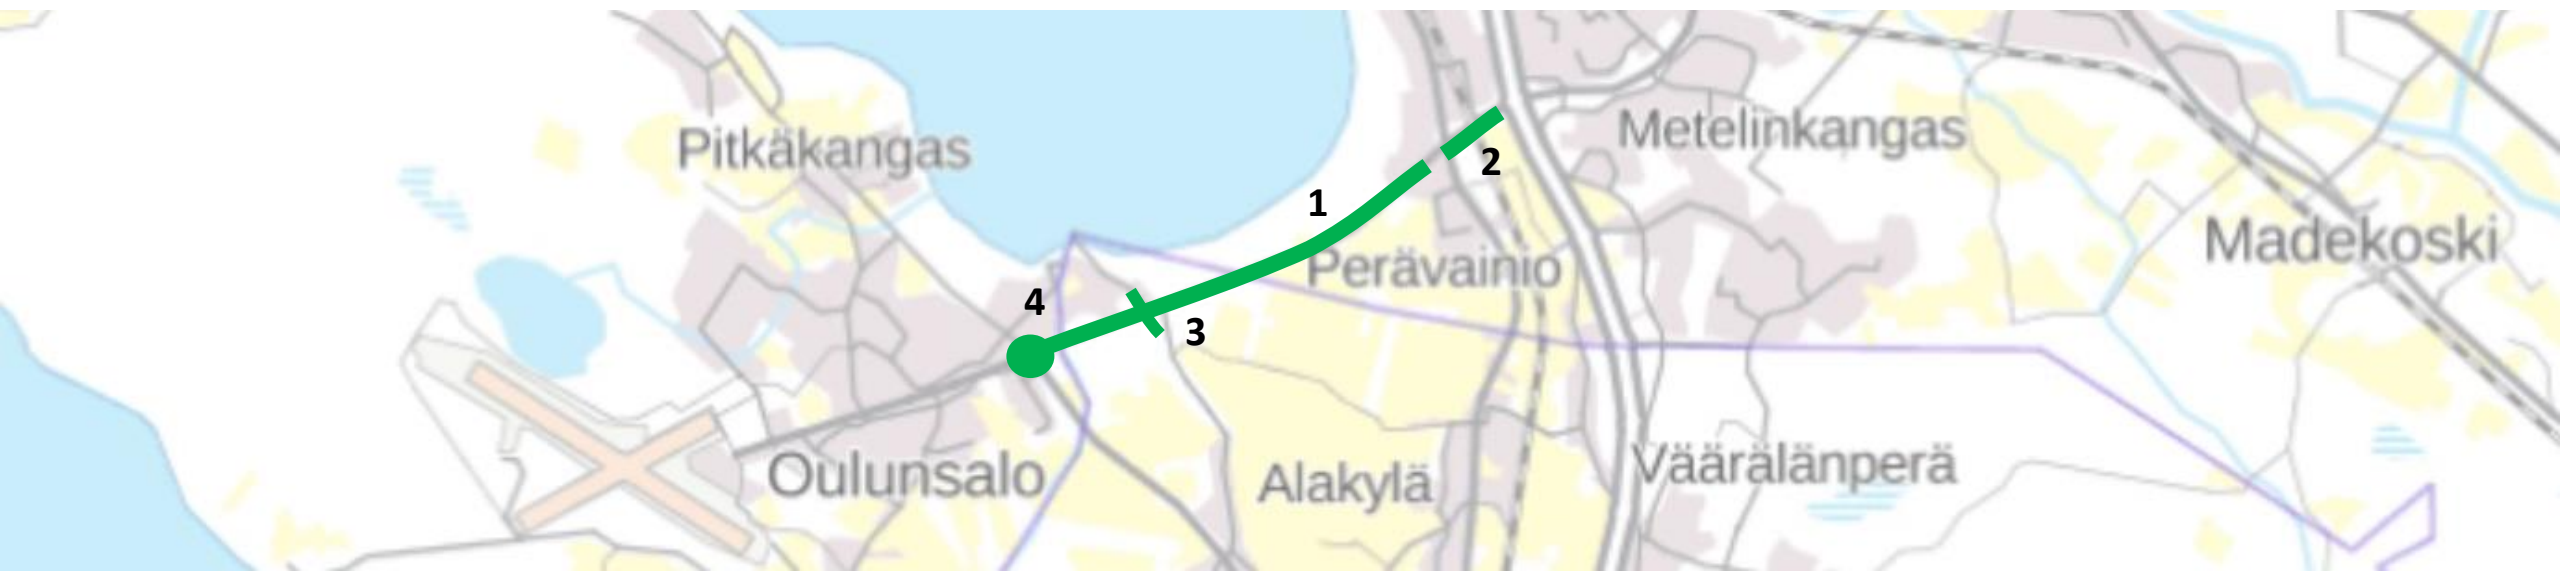 Pitkäkangas
Metelinkangas
2
1
Madekoski
Perävainio
4
3
Oulunsalo
Alakylä
Väärälänperä